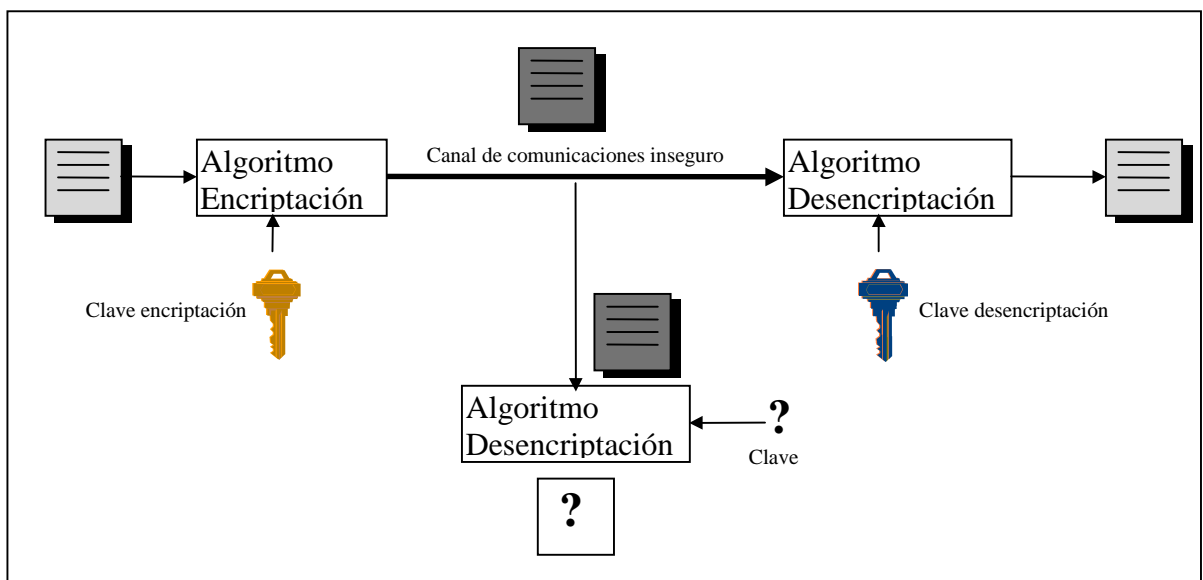 Canal de comunicaciones inseguro
Algoritmo
Encriptación
Algoritmo
Desencriptación
Clave encriptación
Clave desencriptación
Algoritmo
Desencriptación
?
Clave
?